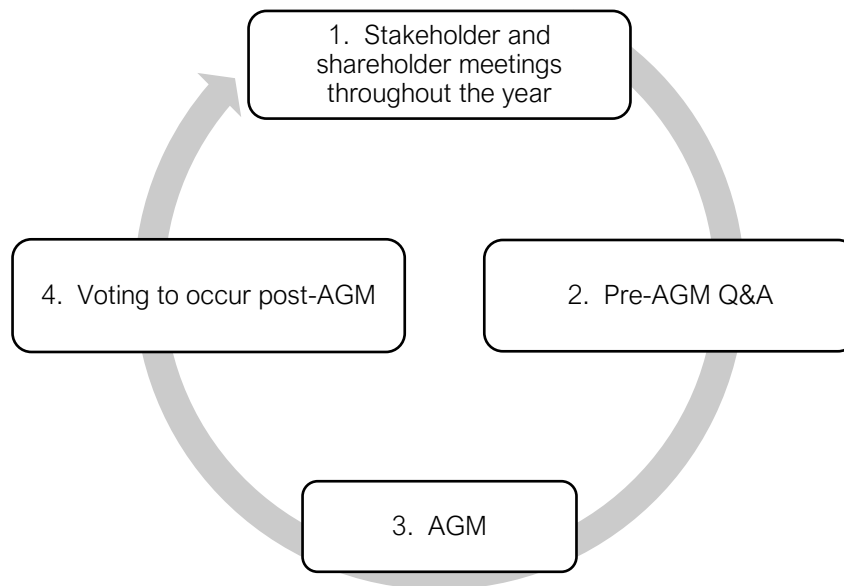 1. Stakeholder and
shareholder meetings
throughout the year
2. Pre-AGM Q&A
3. AGM
4. Voting to occur post-AGM